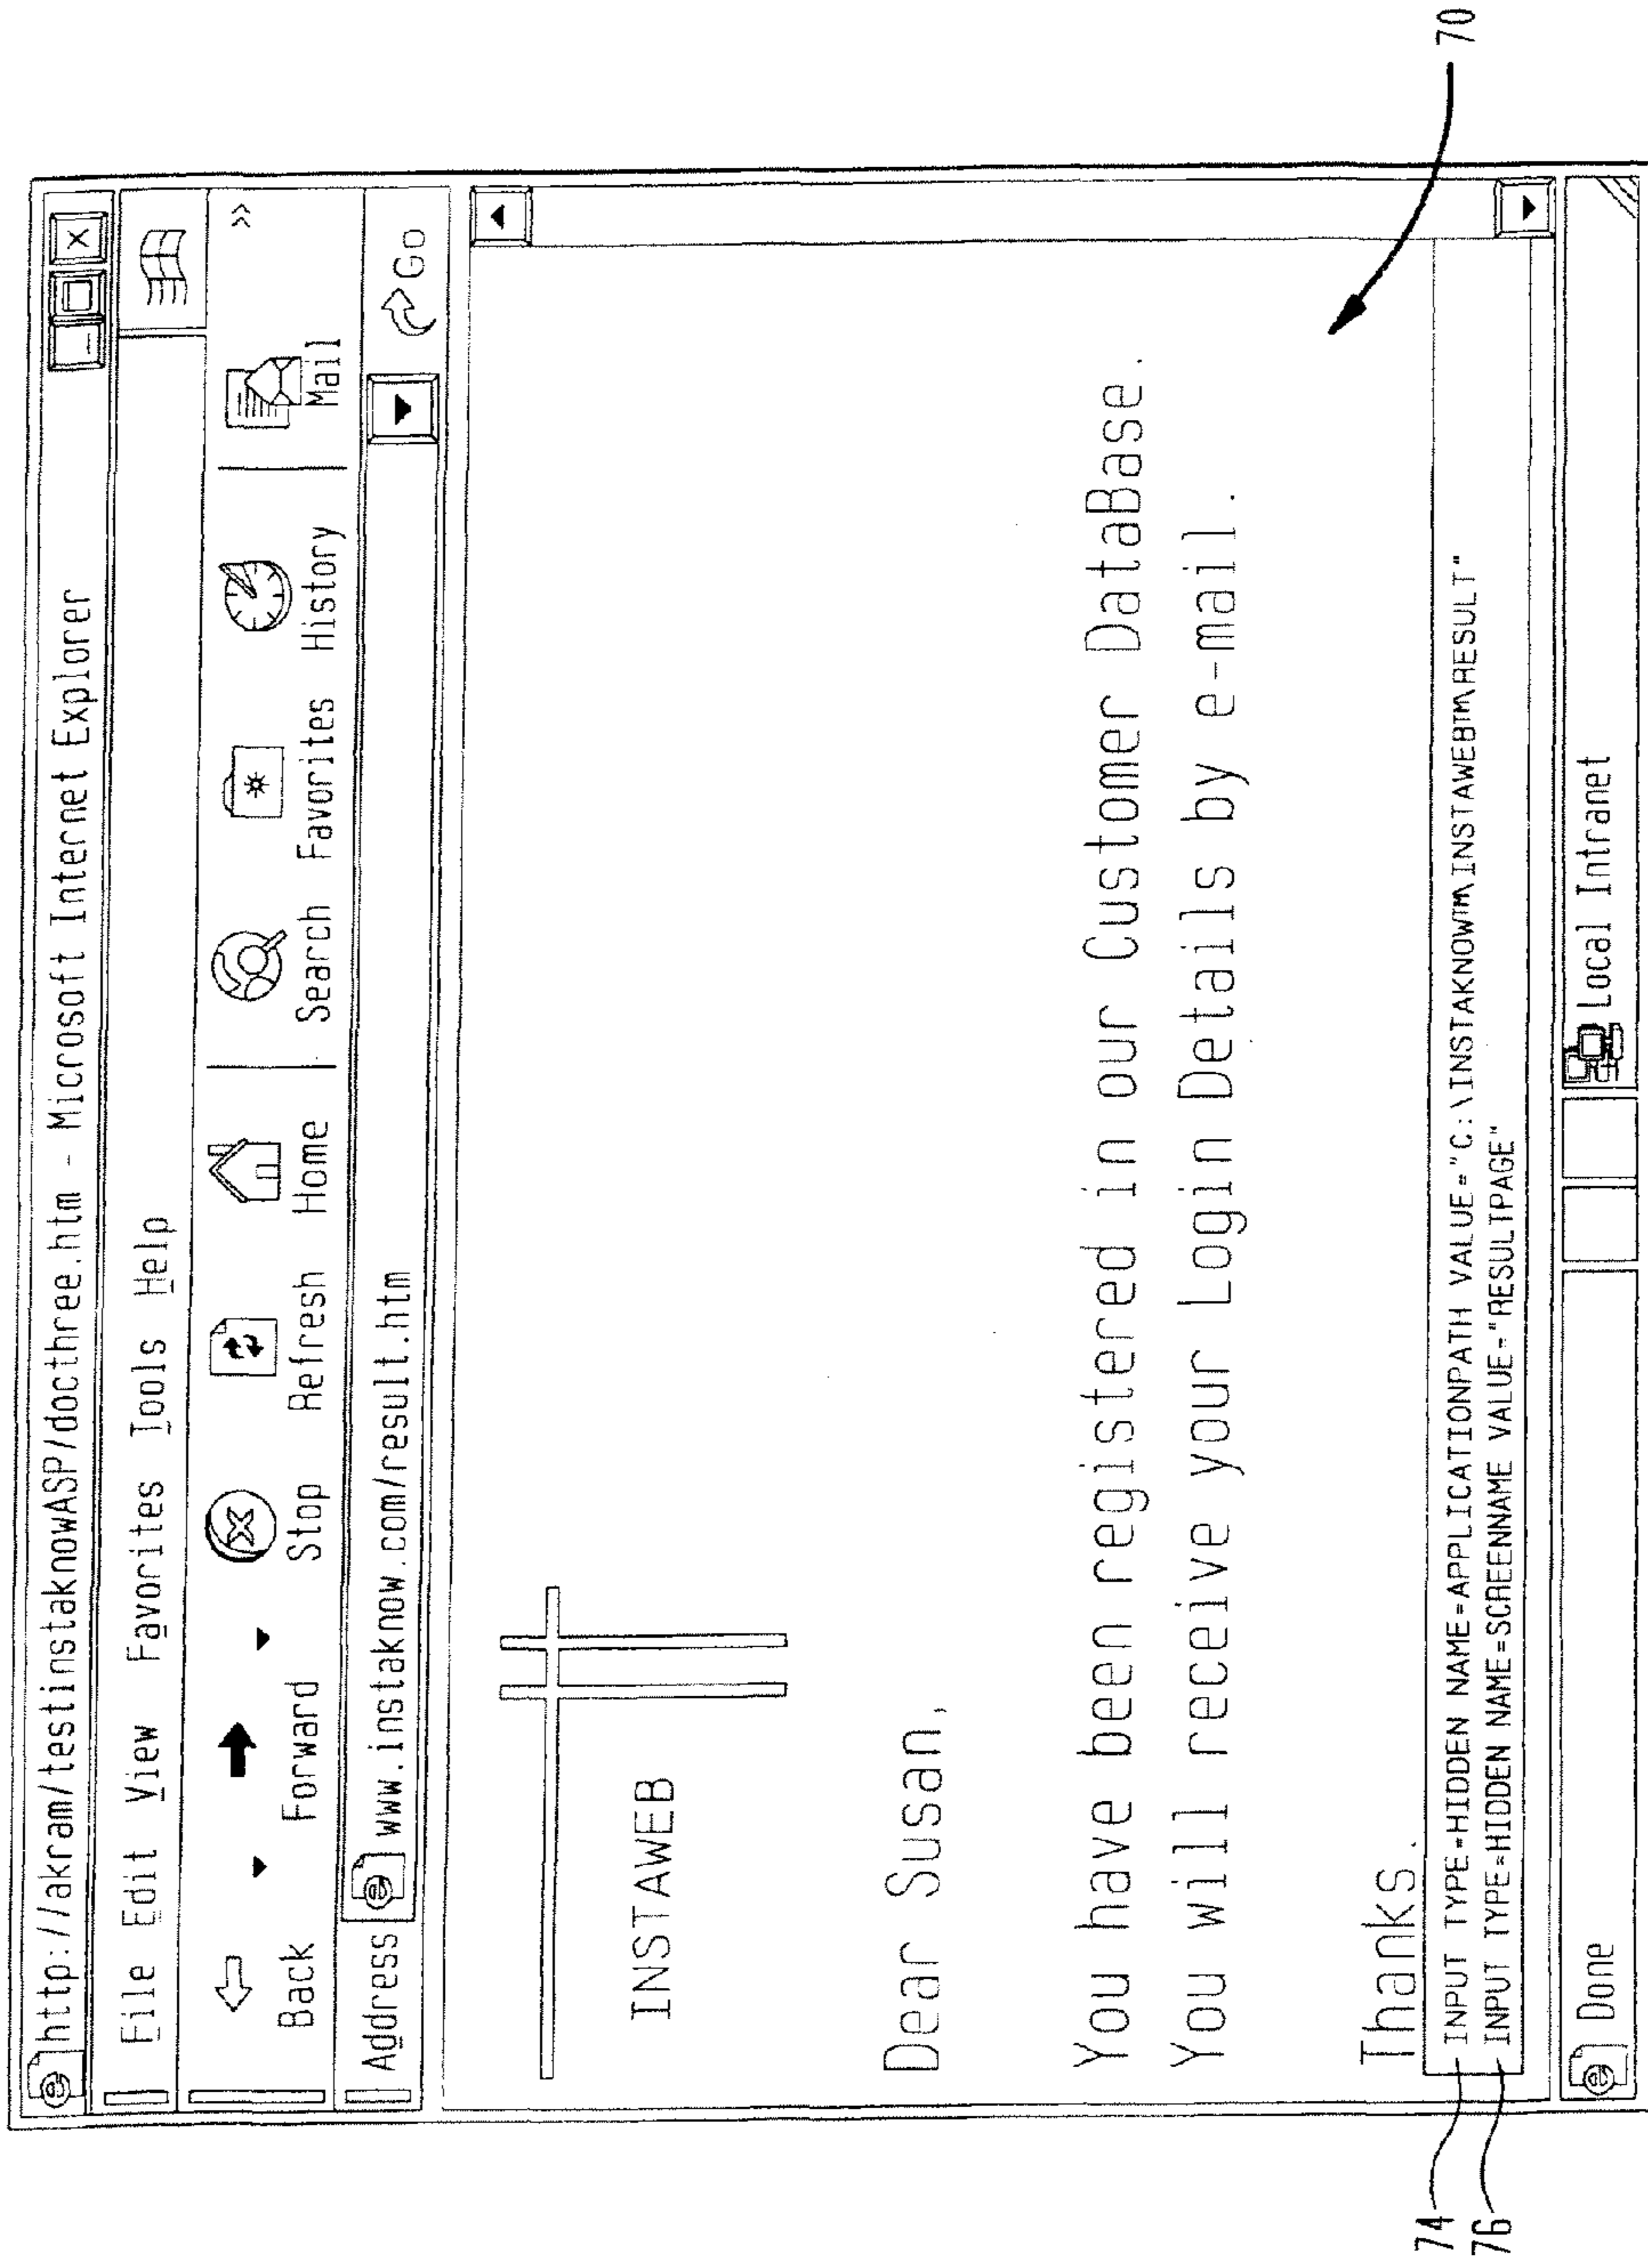 http://akram/testinstaknowASP/docthree.htm - Microsoft Internet Explorer
File Edit View Favorites Tools Help
Back Forward Stop Refresh Home Search Favorites History Mail »
Address www.instaknow.com/result.htm Go
INSTAWEB
Dear Susan,
You have been registered in our Customer DataBase.
You will receive your Login Details by e-mail.
Thanks.
74 INPUT TYPE=HIDDEN NAME=APPLICATIONPATH VALUE="C:\INSTAKNOW™\INSTAWEB™\RESULT"
76 INPUT TYPE=HIDDEN NAME=SCREENNAME VALUE="RESULTPAGE"
70
Done Local Intranet